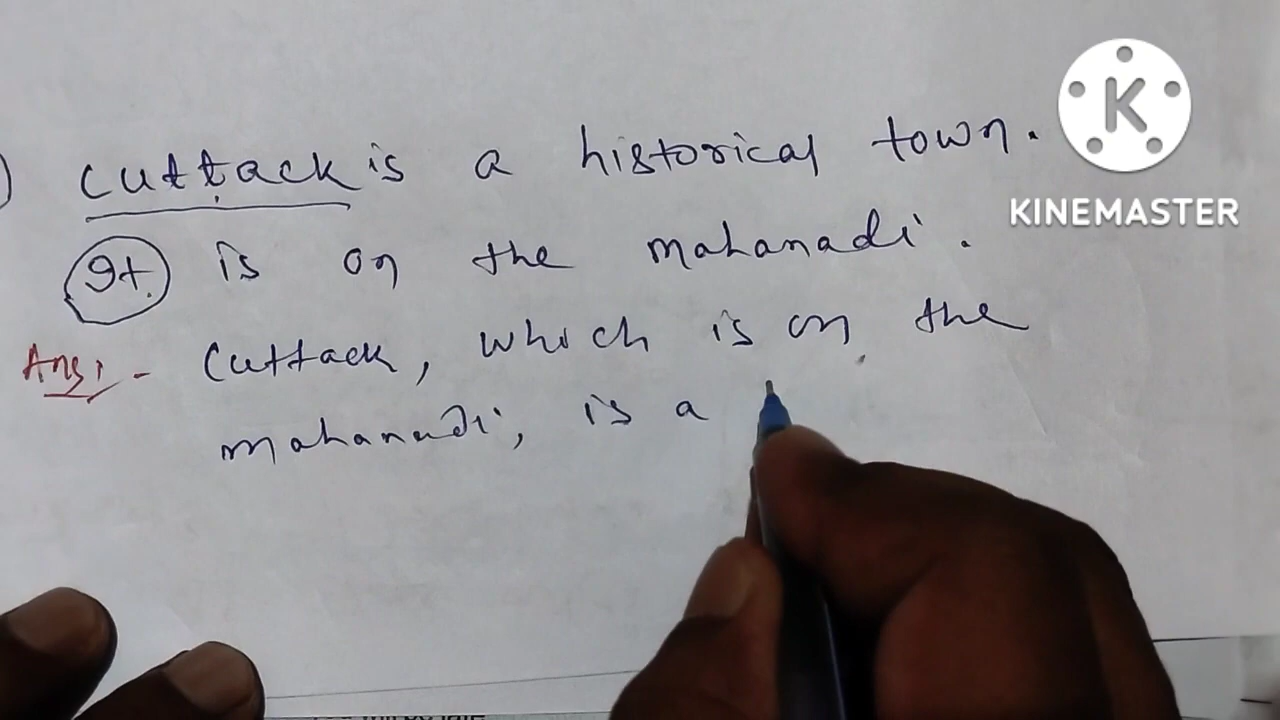 ) Cuttack is a historical town.
It is on the mahanadi.
Ans:- Cuttack, which is on the
mahanadi, is a
KINEMASTER